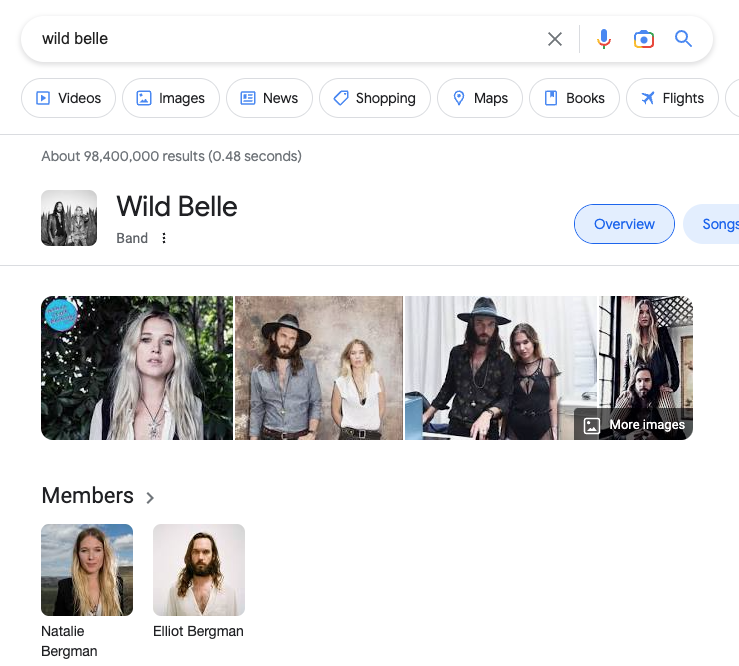 wild belle
Videos
Images
News
Shopping
Maps
Books
Flights
About 98,400,000 results (0.48 seconds)
Wild Belle
Band
Overview
Songs
More images
Members
Natalie
Bergman
Elliot Bergman